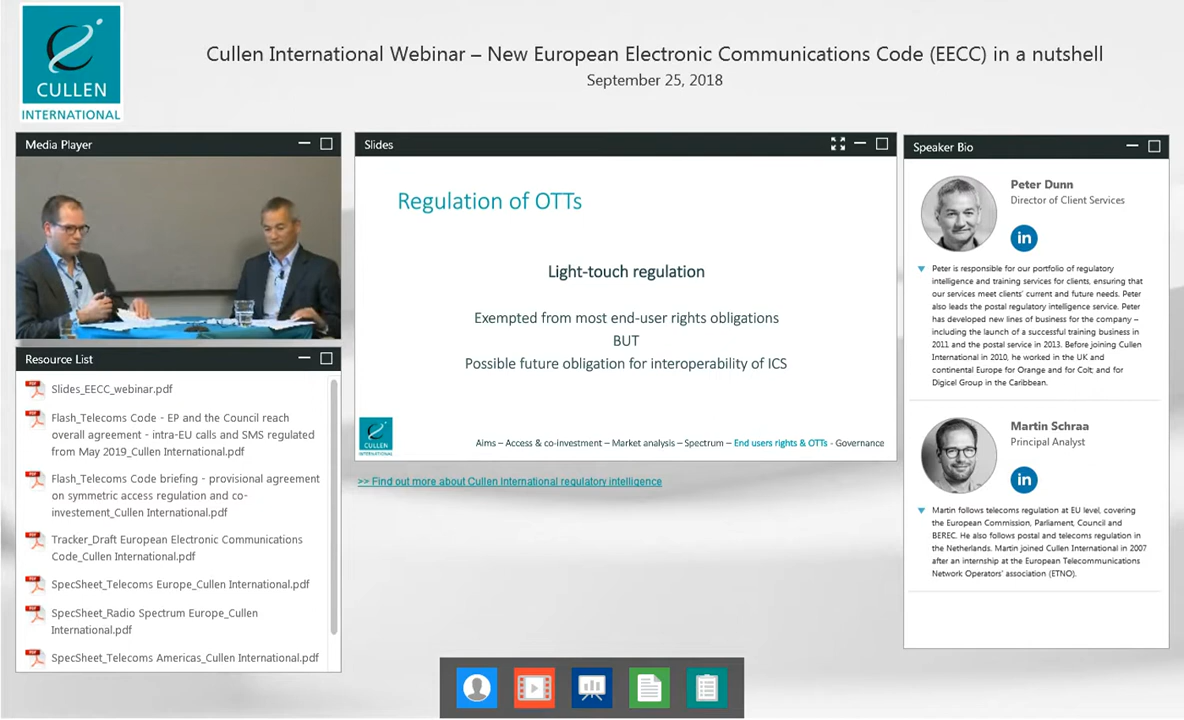 CULLEN
INTERNATIONAL
Cullen International Webinar – New European Electronic Communications Code (EECC) in a nutshell
September 25, 2018
Media Player
Resource List
Slides_EECC_webinar.pdf
Flash_Telecoms Code - EP and the Council reach
overall agreement - intra-EU calls and SMS regulated
from May 2019_Cullen International.pdf
Flash_Telecoms Code briefing - provisional agreement
on symmetric access regulation and co-
investement_Cullen International.pdf
Tracker_Draft European Electronic Communications
Code_Cullen International.pdf
SpecSheet_Telecoms Europe_Cullen International.pdf
SpecSheet_Radio Spectrum Europe_Cullen
International.pdf
SpecSheet_Telecoms Americas_Cullen International.pdf
Slides
Regulation of OTTs
Light-touch regulation
Exempted from most end-user rights obligations
BUT
Possible future obligation for interoperability of ICS
CULLEN
INTERNATIONAL
Aims – Access & co-investment – Market analysis – Spectrum – End users rights & OTTs - Governance
>> Find out more about Cullen International regulatory intelligence
Speaker Bio
Peter Dunn
Director of Client Services
in
Peter is responsible for our portfolio of regulatory
intelligence and training services for clients, ensuring that
our services meet clients' current and future needs. Peter
also leads the postal regulatory intelligence service. Peter
has developed new lines of business for the company –
including the launch of a successful training business in
2011 and the postal service in 2013. Before joining Cullen
International in 2010, he worked in the UK and
continental Europe for Orange and for Colt; and for
Digicel Group in the Caribbean.
Martin Schraa
Principal Analyst
in
Martin follows telecoms regulation at EU level, covering
the European Commission, Parliament, Council and
BEREC. He also follows postal and telecoms regulation in
the Netherlands. Martin joined Cullen International in 2007
after an internship at the European Telecommunications
Network Operators' association (ETNO).